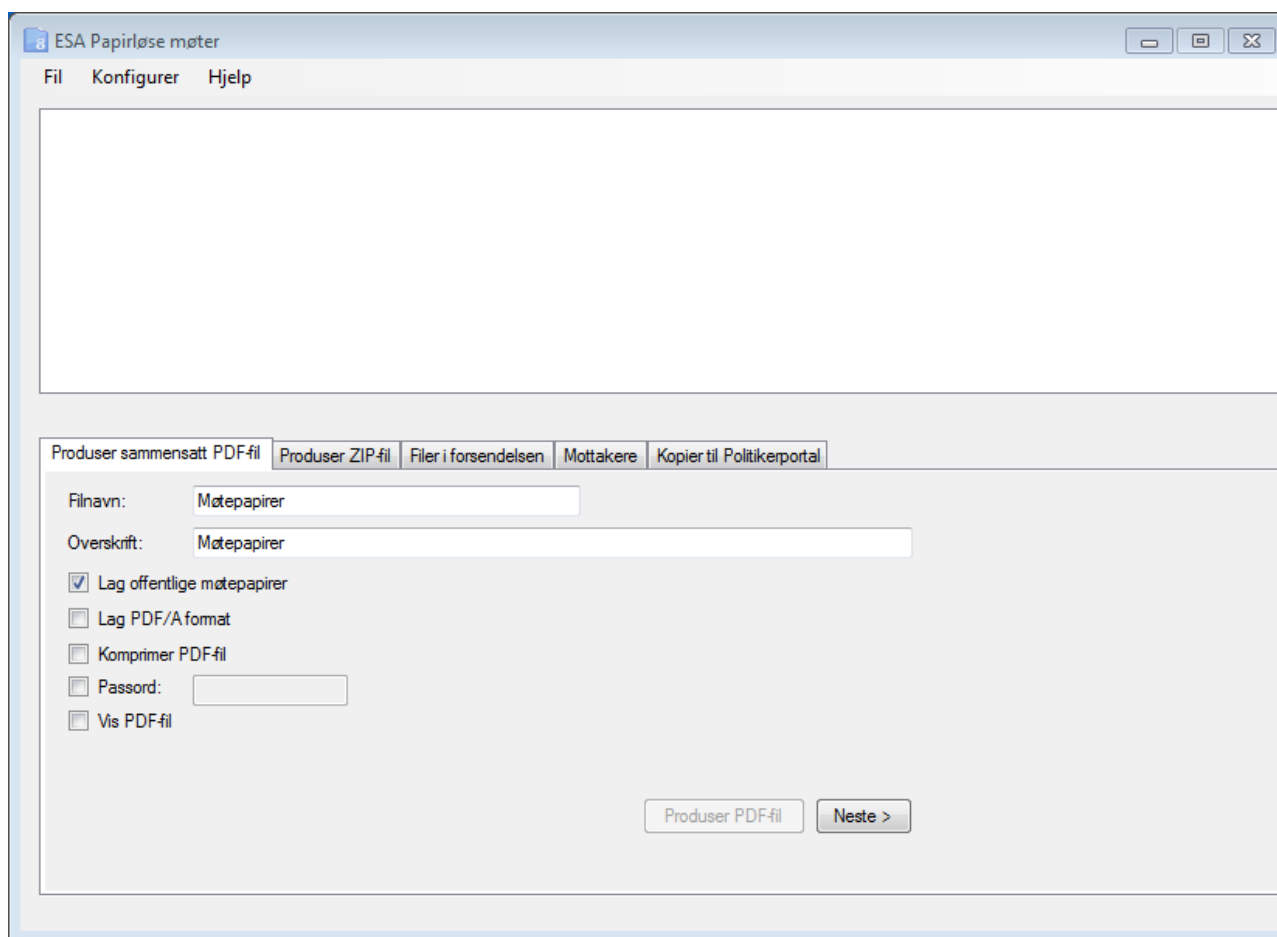 ESA Papirløse møter
Fil Konfigurer Hjelp
Produser sammensatt PDF-fil Produser ZIP-fil Filer i forsendelsen Mottakere Kopier til Politikerportal
Filnavn: Møtepapirer
Overskrift: Møtepapirer
Lag offentlige møtepapirer
Lag PDF/A format
Komprimer PDF-fil
Passord:
Vis PDF-fil
Produser PDF-fil Neste >